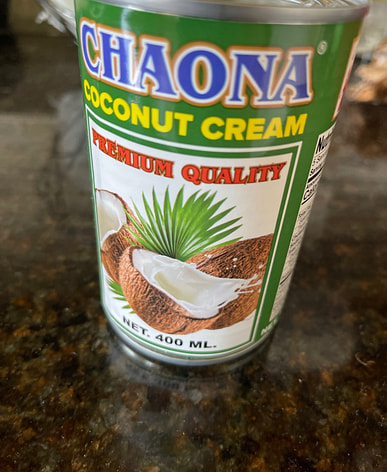 CHAONA®
COCONUT CREAM
PREMIUM QUALITY
NET. 400 ML.